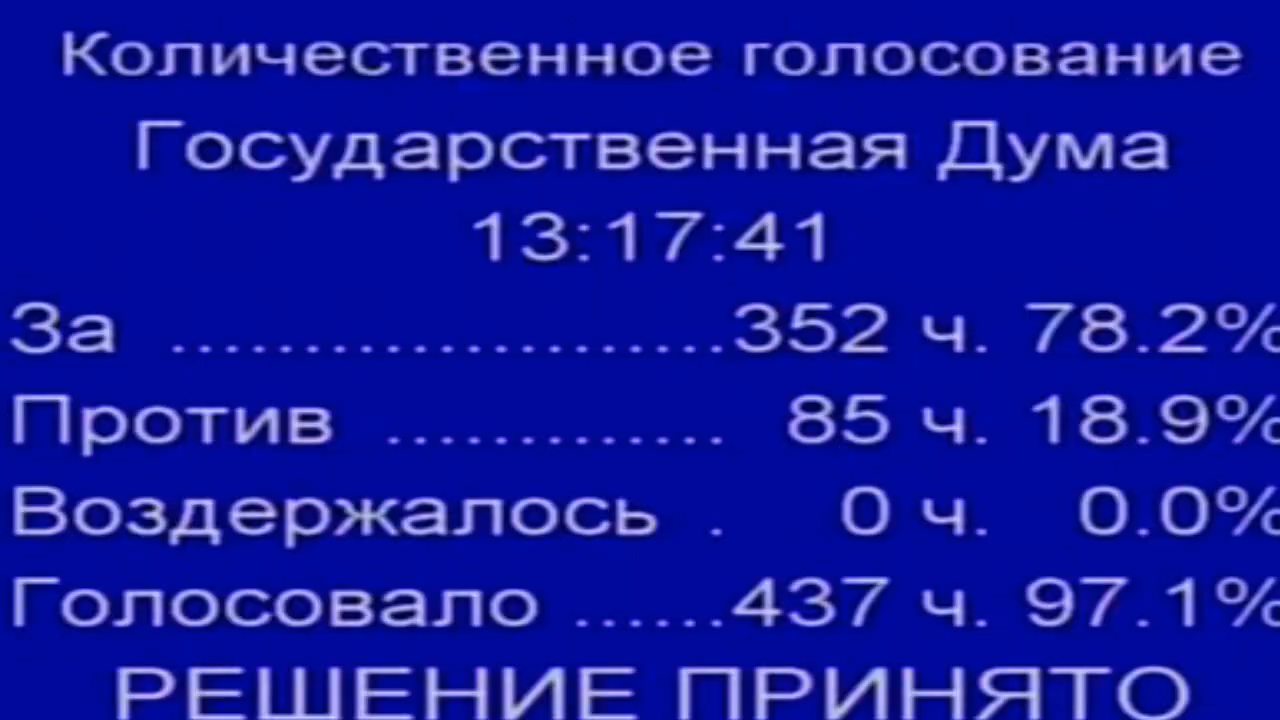 Количественное голосование
Государственная Дума
13:17:41
За .....................352 ч. 78.2%
Против ............. 85 ч. 18.9%
Воздержалось . 0 ч. 0.0%
Голосовало ......437 ч. 97.1%
РЕШЕНИЕ ПРИНЯТО